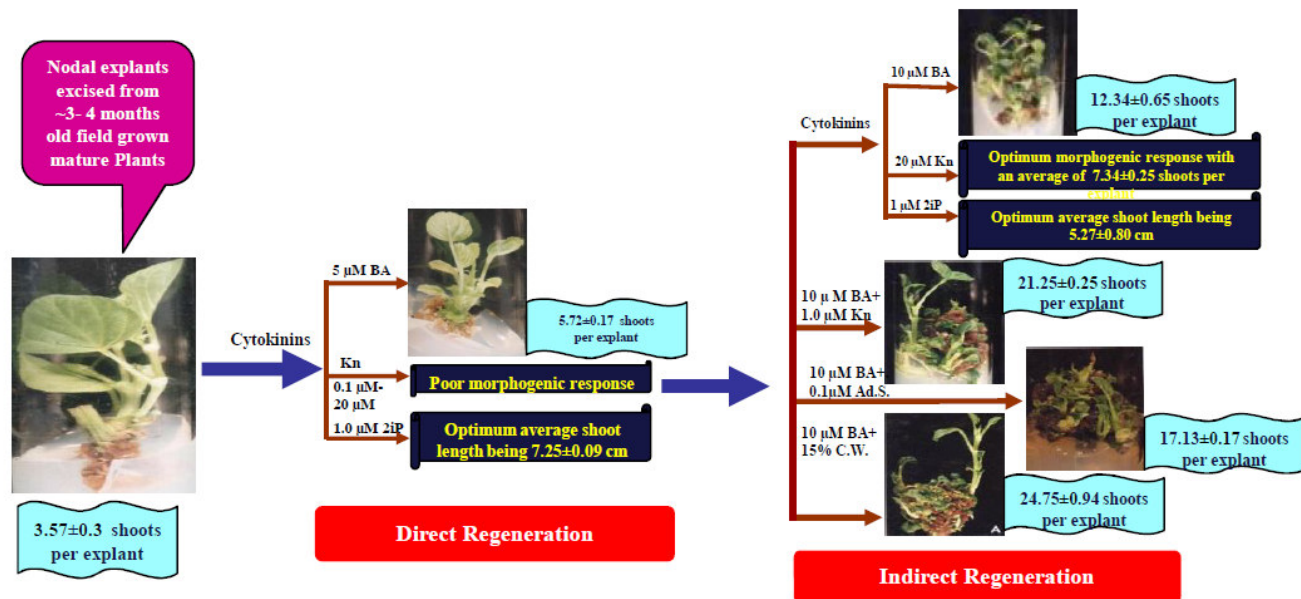 Nodal explants
excised from
~3- 4 months
old field grown
mature Plants
3.57±0.3 shoots
per explant
Cytokinins
5 µM BA
5.72±0.17 shoots
per explant
Kn
0.1 µM-
20 µM
Poor morphogenic response
1.0 µM 2iP
Optimum average shoot
length being 7.25±0.09 cm
Direct Regeneration
Cytokinins
10 µM BA
12.34±0.65 shoots
per explant
20 µM Kn
Optimum morphogenic response with
an average of 7.34±0.25 shoots per
explant
1 µM 2iP
Optimum average shoot length being
5.27±0.80 cm
10 µ M BA+
1.0 µM Kn
21.25±0.25 shoots
per explant
10 µM BA+
0.1µM Ad.S.
17.13±0.17 shoots
per explant
10 µM BA+
15% C.W.
A
24.75±0.94 shoots
per explant
Indirect Regeneration